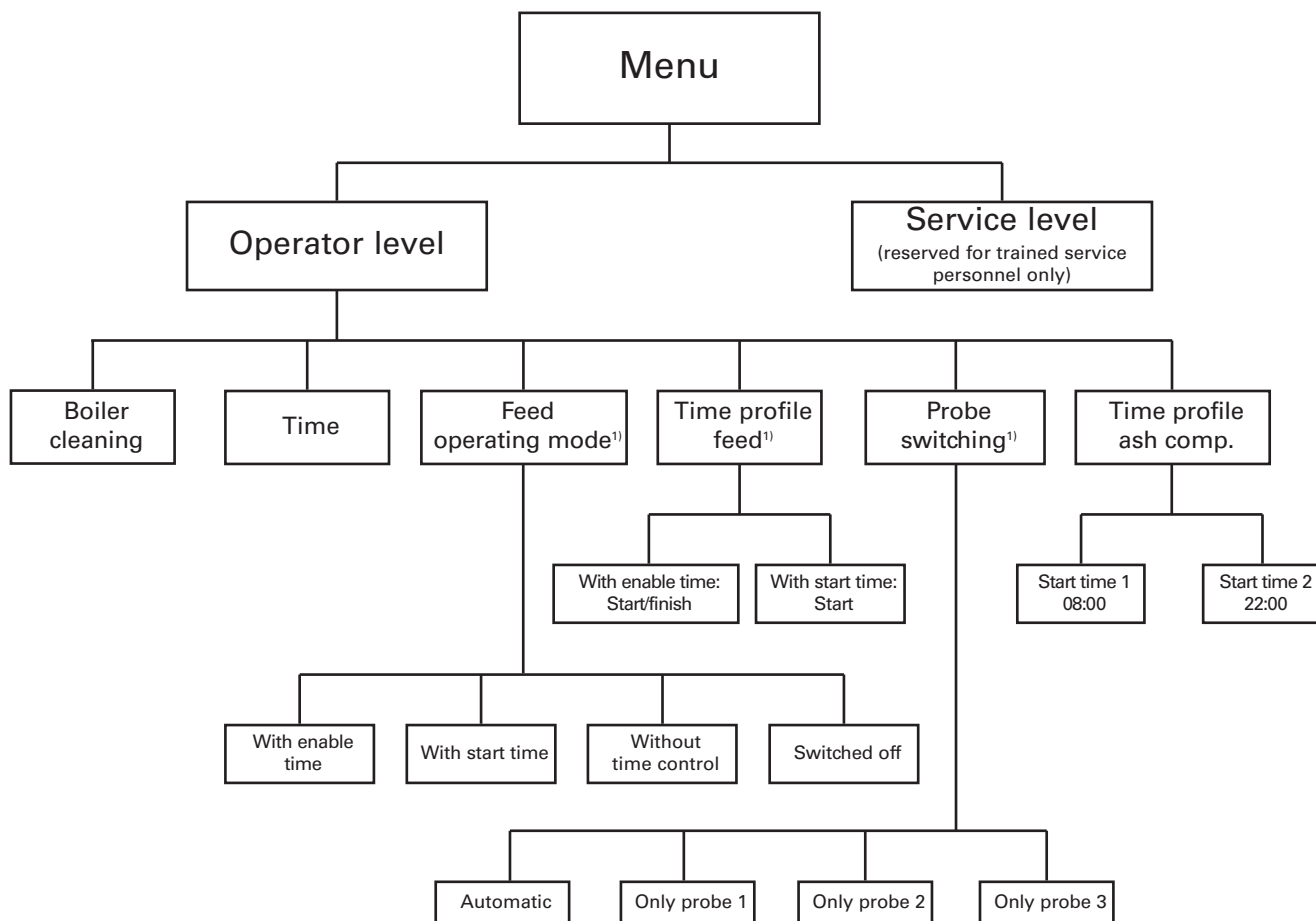 Menu
Operator level
Service level
(reserved for trained service
personnel only)
Boiler
cleaning
Time
Feed
operating mode¹⁾
Time profile
feed¹⁾
Probe
switching¹⁾
Time profile
ash comp.
With enable time:
Start/finish
With start time:
Start
Start time 1
08:00
Start time 2
22:00
With enable
time
With start time
Without
time control
Switched off
Automatic
Only probe 1
Only probe 2
Only probe 3